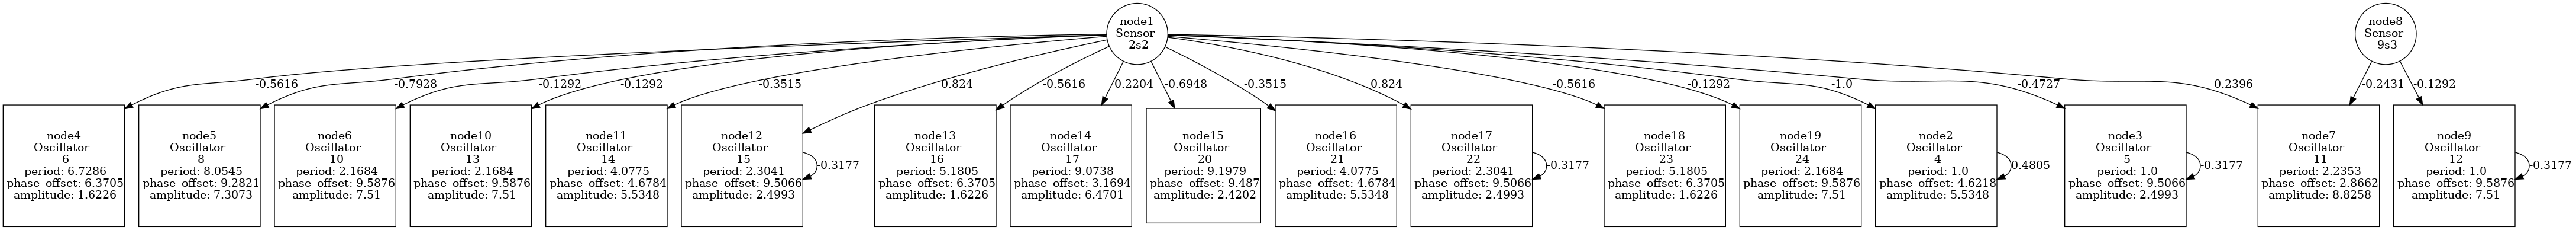 node1
Sensor
2s2
node8
Sensor
9s3
-0.5616
-0.7928
-0.1292
-0.1292
-0.3515
0.824
-0.5616
0.2204
-0.6948
-0.3515
0.824
-0.5616
-0.1292
-1.0
-0.4727
0.2396
-0.2431
-0.1292
node4
Oscillator
6
period: 6.7286
phase_offset: 6.3705
amplitude: 1.6226
node5
Oscillator
8
period: 8.0545
phase_offset: 9.2821
amplitude: 7.3073
node6
Oscillator
10
period: 2.1684
phase_offset: 9.5876
amplitude: 7.51
node10
Oscillator
13
period: 2.1684
phase_offset: 9.5876
amplitude: 7.51
node11
Oscillator
14
period: 4.0775
phase_offset: 4.6784
amplitude: 5.5348
node12
Oscillator
15
period: 2.3041
phase_offset: 9.5066
amplitude: 2.4993
-0.3177
node13
Oscillator
16
period: 5.1805
phase_offset: 6.3705
amplitude: 1.6226
node14
Oscillator
17
period: 9.0738
phase_offset: 3.1694
amplitude: 6.4701
node15
Oscillator
20
period: 9.1979
phase_offset: 9.487
amplitude: 2.4202
node16
Oscillator
21
period: 4.0775
phase_offset: 4.6784
amplitude: 5.5348
node17
Oscillator
22
period: 2.3041
phase_offset: 9.5066
amplitude: 2.4993
-0.3177
node18
Oscillator
23
period: 5.1805
phase_offset: 6.3705
amplitude: 1.6226
node19
Oscillator
24
period: 2.1684
phase_offset: 9.5876
amplitude: 7.51
node2
Oscillator
4
period: 1.0
phase_offset: 4.6218
amplitude: 5.5348
0.4805
node3
Oscillator
5
period: 1.0
phase_offset: 9.5066
amplitude: 2.4993
-0.3177
node7
Oscillator
11
period: 2.2353
phase_offset: 2.8662
amplitude: 8.8258
node9
Oscillator
12
period: 1.0
phase_offset: 9.5876
amplitude: 7.51
-0.3177